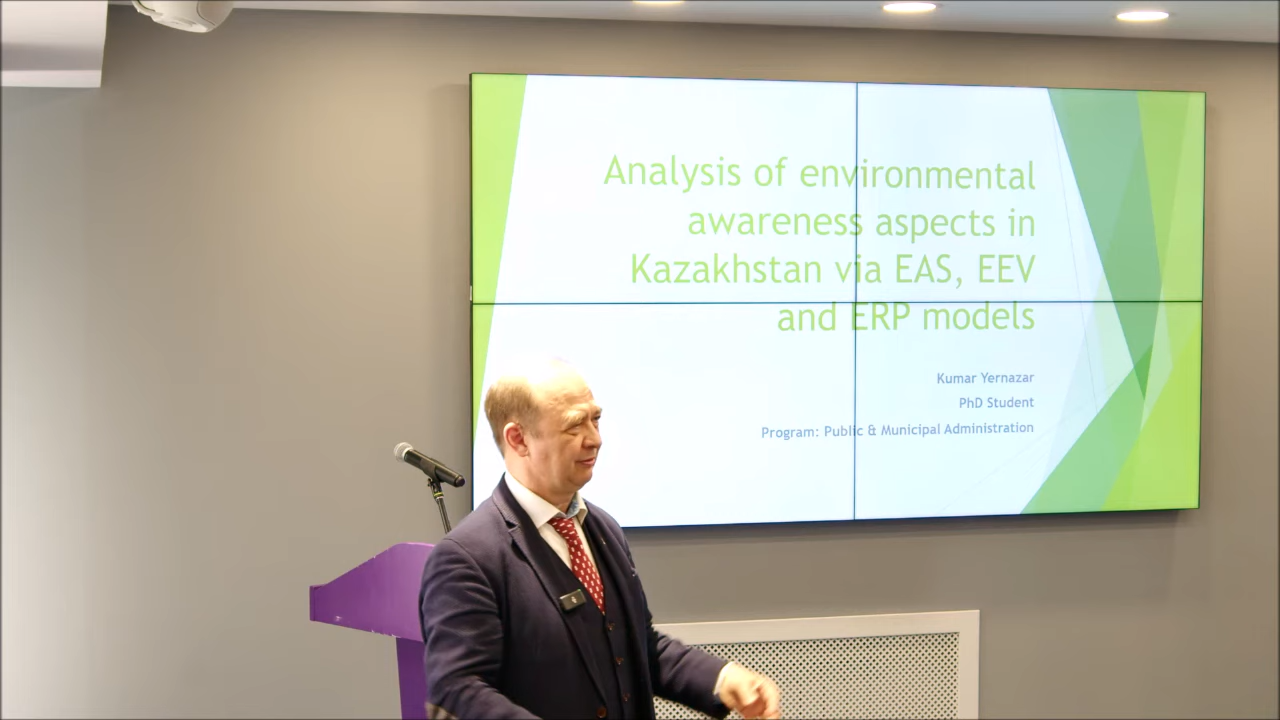 Analysis of environmental
awareness aspects in
Kazakhstan via EAS, EEV
and ERP models
Kumar Yernazar
PhD Student
Program: Public & Municipal Administration